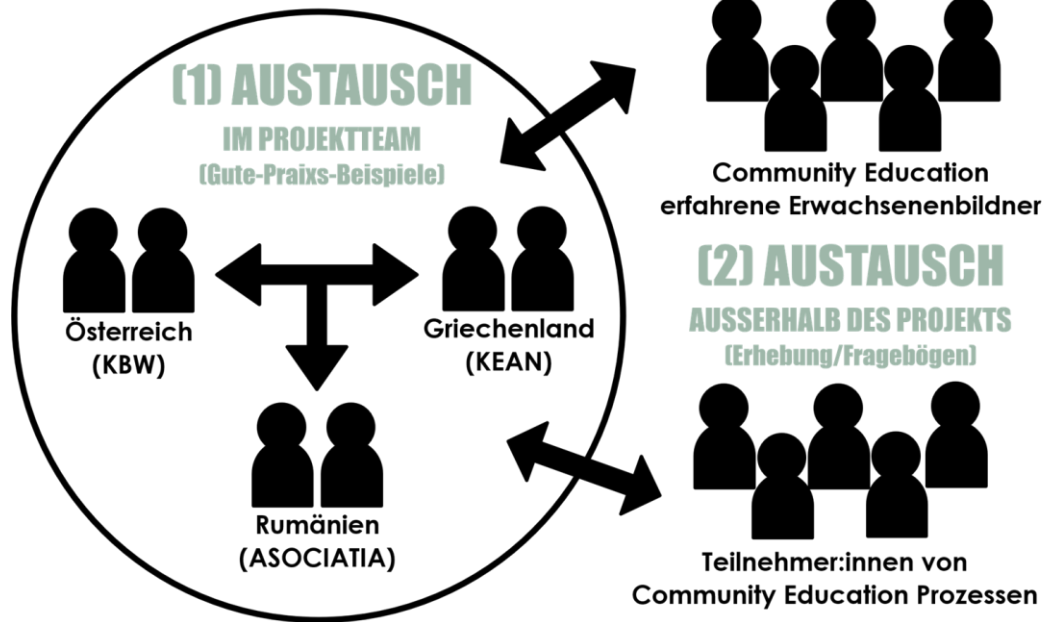 (1) AUSTAUSCH
IM PROJEKTTEAM
(Gute-Praixs-Beispiele)
Österreich
(KBW)
Griechenland
(KEAN)
Rumänien
(ASOCIATIA)
Community Education
erfahrene Erwachsenenbildner
(2) AUSTAUSCH
AUSSERHALB DES PROJEKTS
(Erhebung/Fragebögen)
Teilnehmer:innen von
Community Education Prozessen